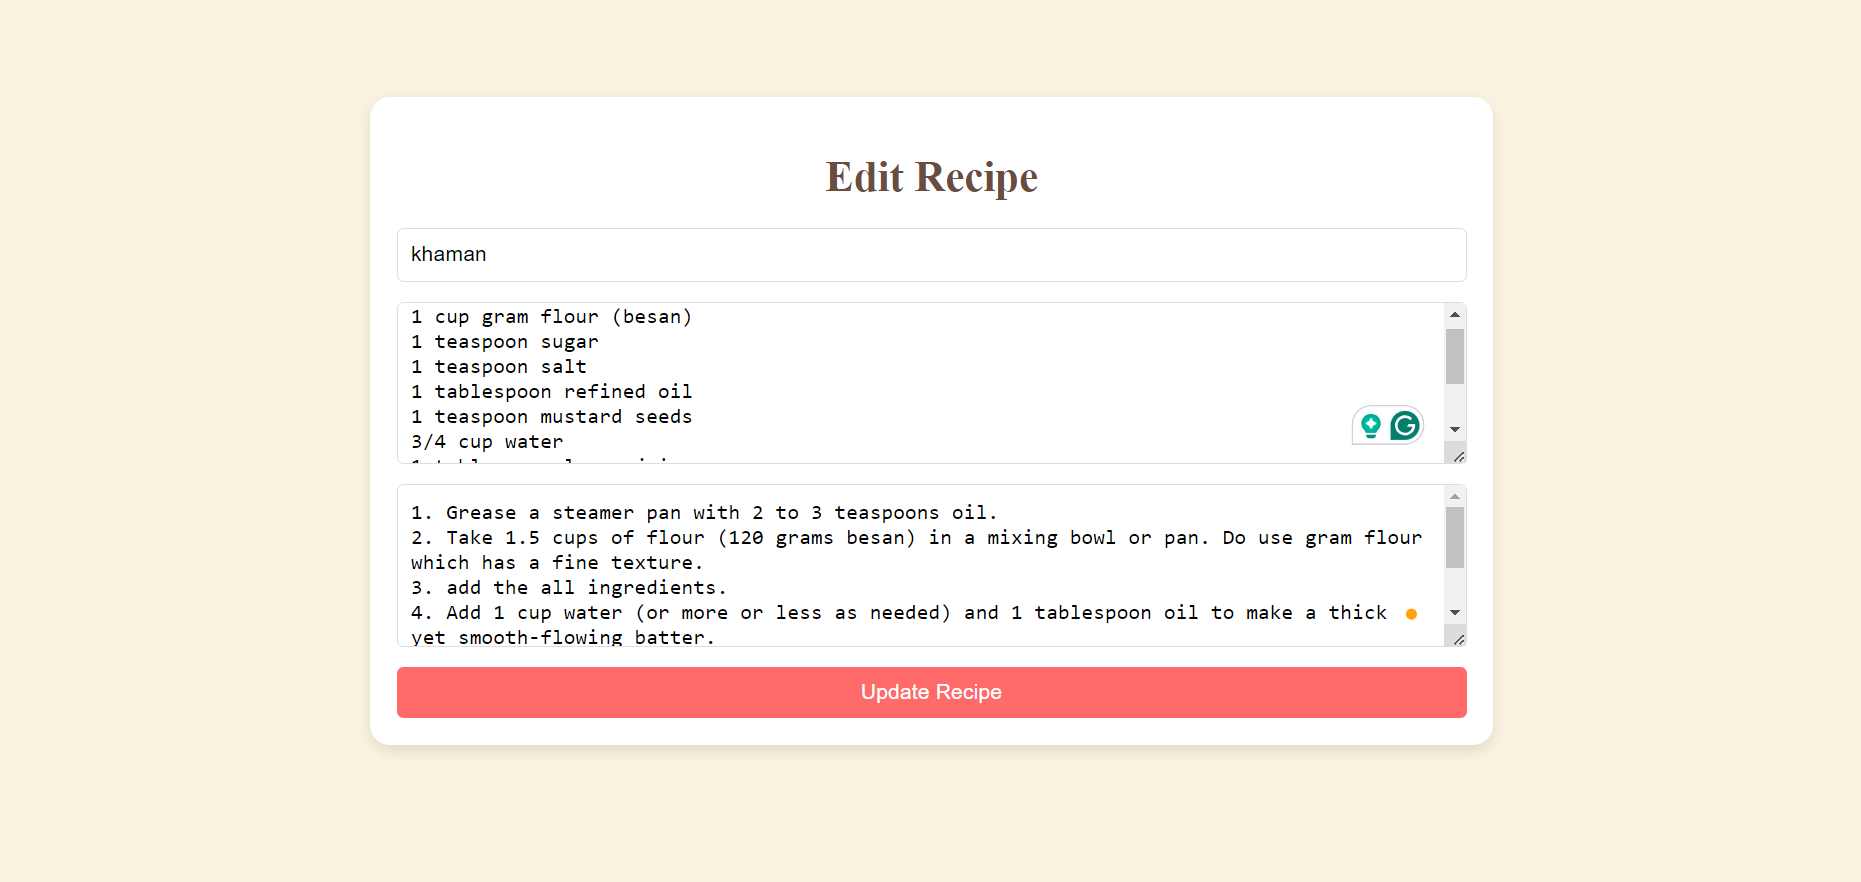 Edit Recipe
khaman
1 cup gram flour (besan)
1 teaspoon sugar
1 teaspoon salt
1 tablespoon refined oil
1 teaspoon mustard seeds
3/4 cup water
1. Grease a steamer pan with 2 to 3 teaspoons oil.
2. Take 1.5 cups of flour (120 grams besan) in a mixing bowl or pan. Do use gram flour
which has a fine texture.
3. add the all ingredients.
4. Add 1 cup water (or more or less as needed) and 1 tablespoon oil to make a thick
yet smooth-flowing batter.
Update Recipe